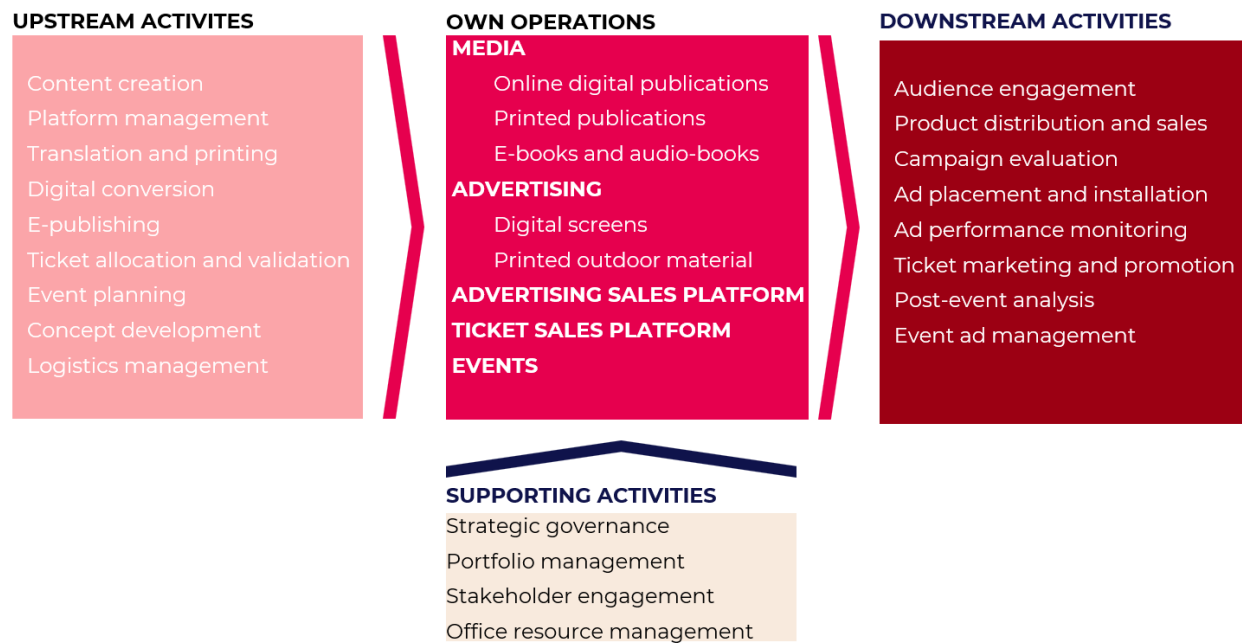 UPSTREAM ACTIVITES
Content creation
Platform management
Translation and printing
Digital conversion
E-publishing
Ticket allocation and validation
Event planning
Concept development
Logistics management
OWN OPERATIONS
MEDIA
Online digital publications
Printed publications
E-books and audio-books
ADVERTISING
Digital screens
Printed outdoor material
ADVERTISING SALES PLATFORM
TICKET SALES PLATFORM
EVENTS
DOWNSTREAM ACTIVITIES
Audience engagement
Product distribution and sales
Campaign evaluation
Ad placement and installation
Ad performance monitoring
Ticket marketing and promotion
Post-event analysis
Event ad management
SUPPORTING ACTIVITIES
Strategic governance
Portfolio management
Stakeholder engagement
Office resource management